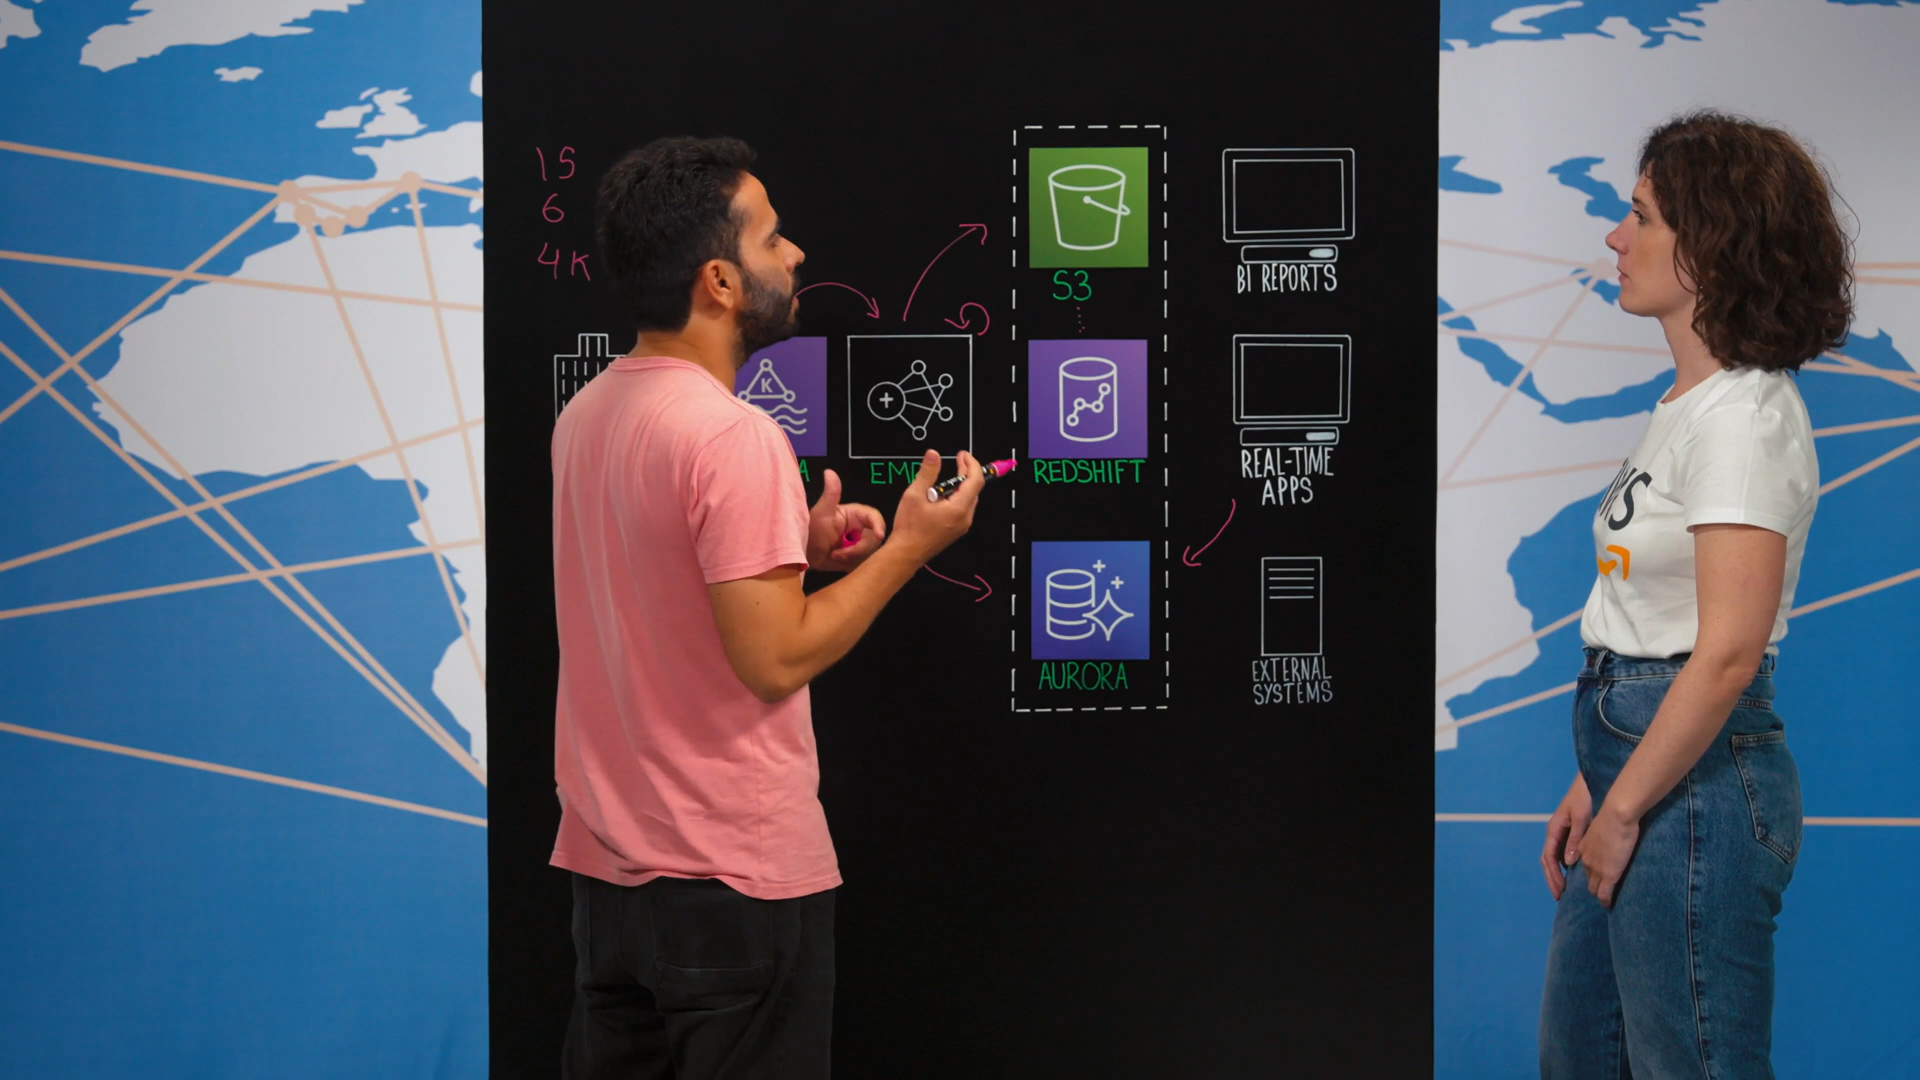 15
6
4K
K
S3
BI REPORTS
REDSHIFT
REAL-TIME
APPS
AURORA
EXTERNAL
SYSTEMS